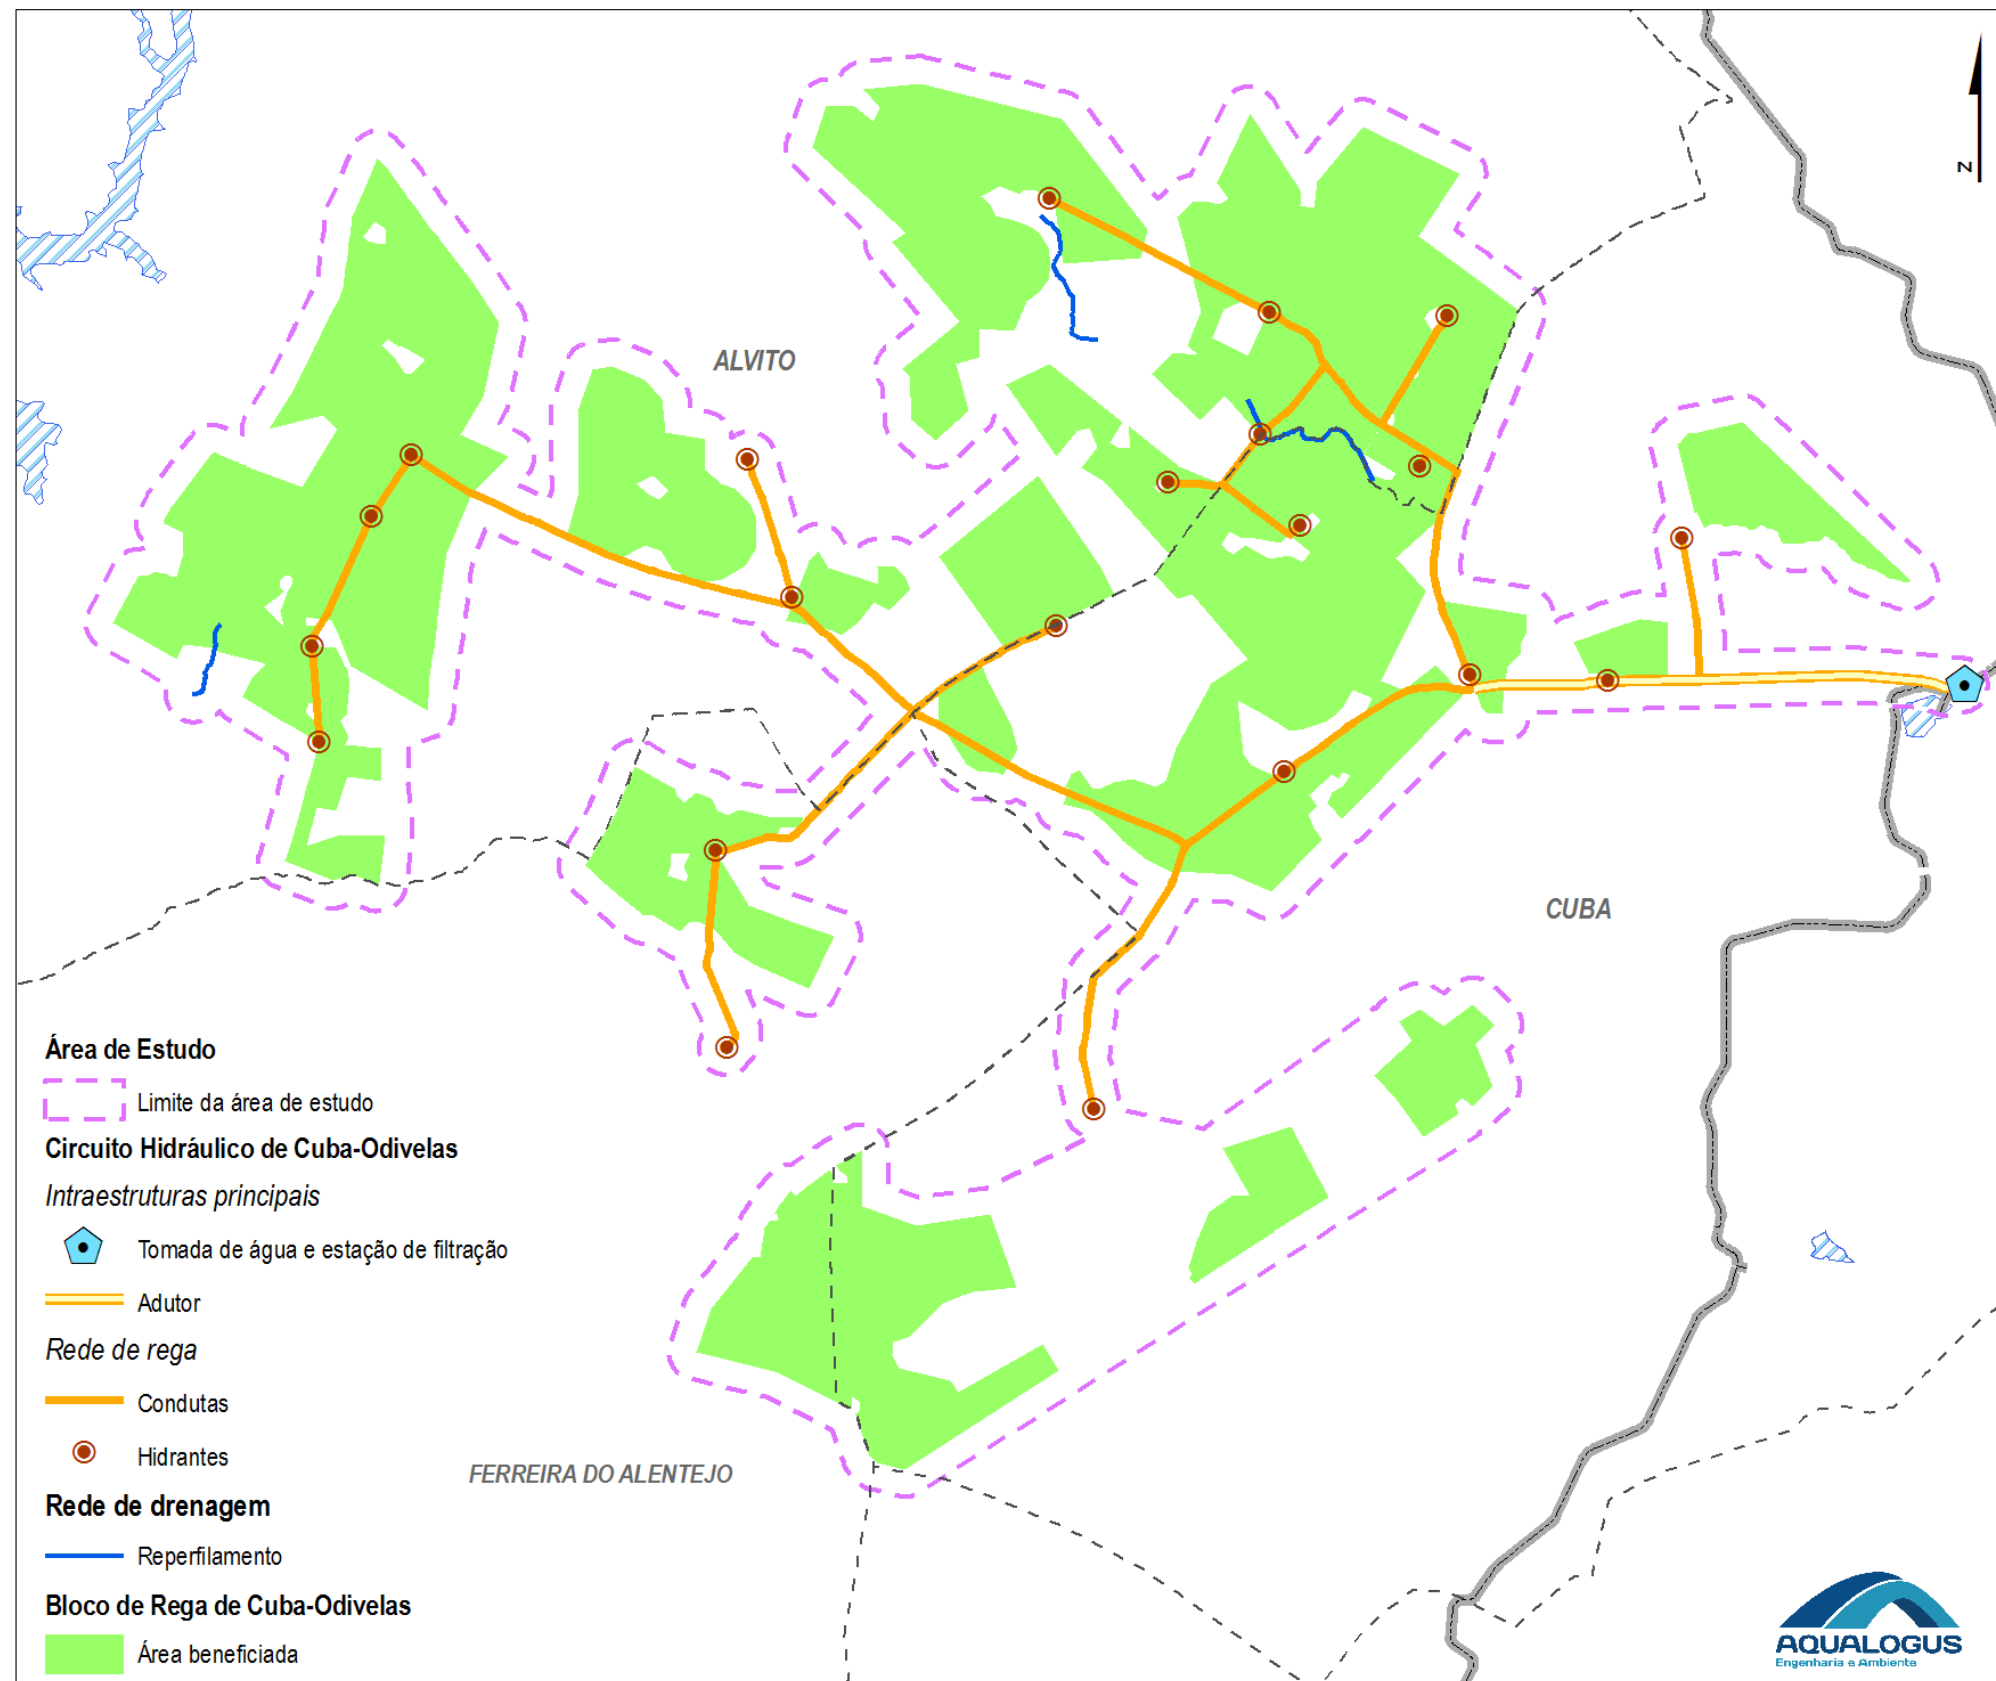 N
ALVITO
CUBA
Área de Estudo
Limite da área de estudo
Circuito Hidráulico de Cuba-Odivelas
Intraestruturas principais
Tomada de água e estação de filtração
Adutor
Rede de rega
Condutas
Hidrantes
FERREIRA DO ALENTEJO
Rede de drenagem
Reperfilamento
Bloco de Rega de Cuba-Odivelas
Área beneficiada
AQUALOGUS
Engenharia e Ambiente